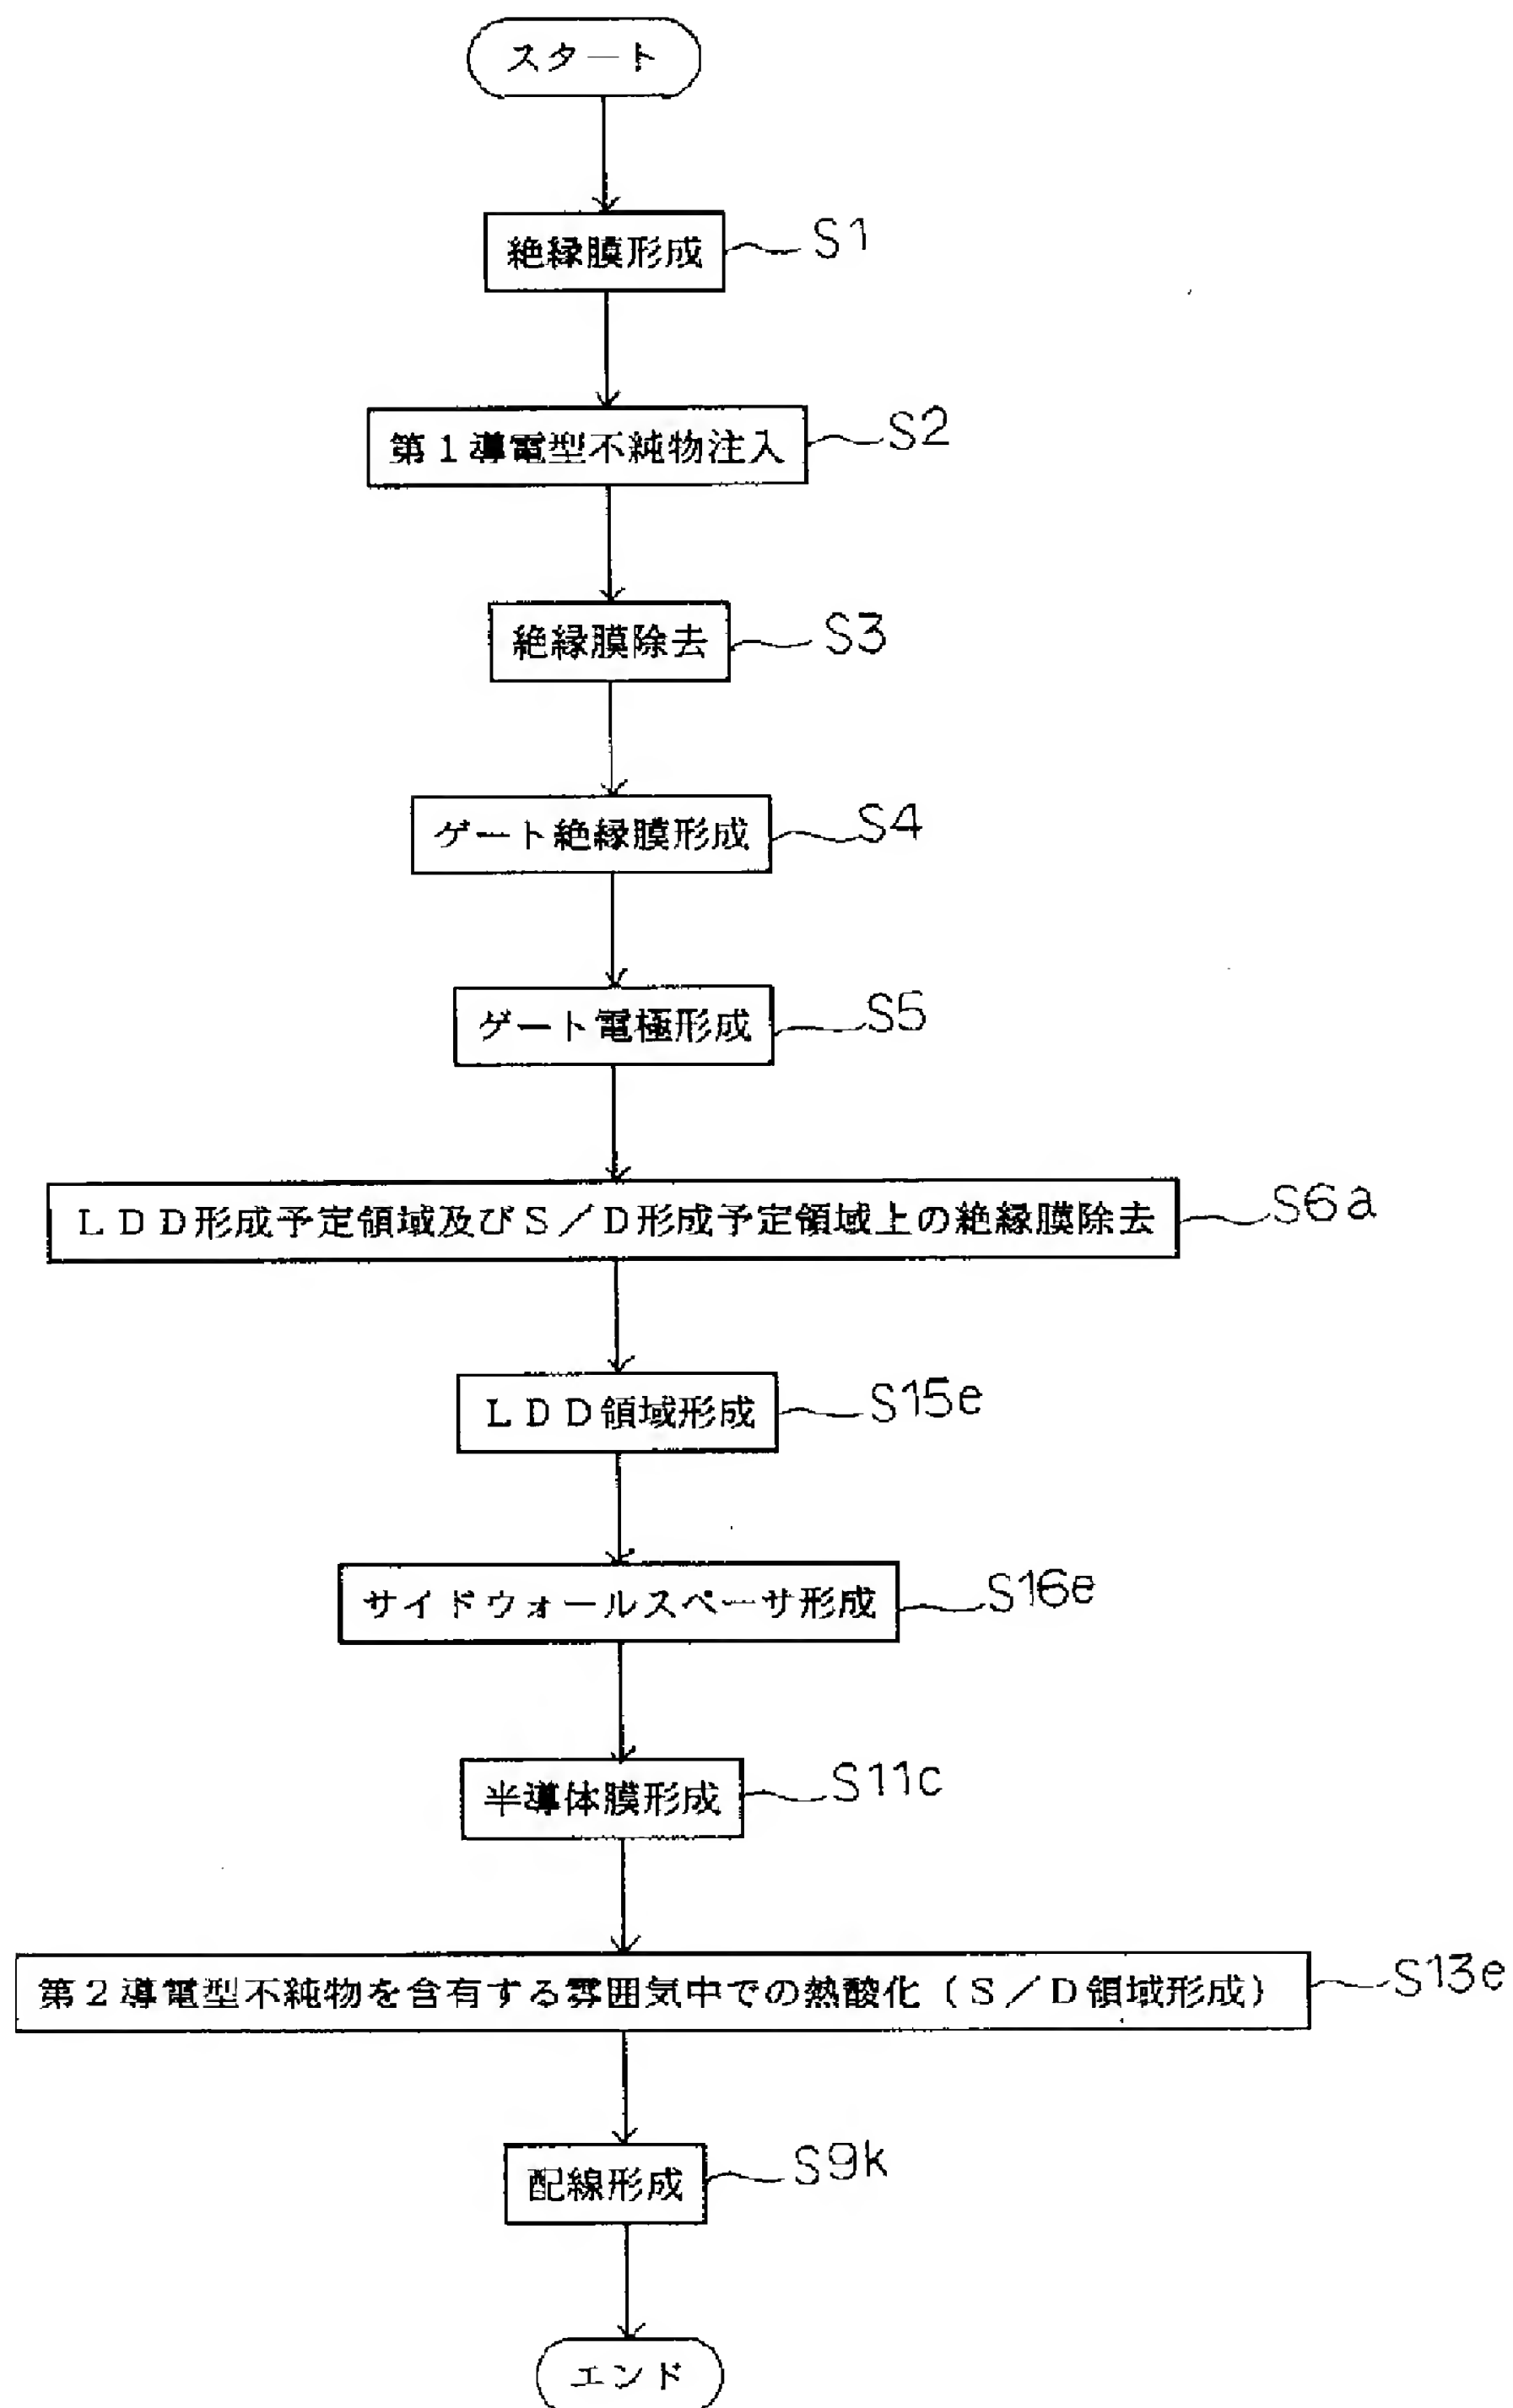 スタート
絶縁膜形成 S1
第1導電型不純物注入 S2
絶縁膜除去 S3
ゲート絶縁膜形成 S4
ゲート電極形成 S5
LDD形成予定領域及びS/D形成予定領域上の絶縁膜除去 S6a
LDD領域形成 S15e
サイドウォールスペーサ形成 S16e
半導体膜形成 S11c
第2導電型不純物を含有する雰囲気中での熱酸化(S/D領域形成) S13e
配線形成 S9k
エンド